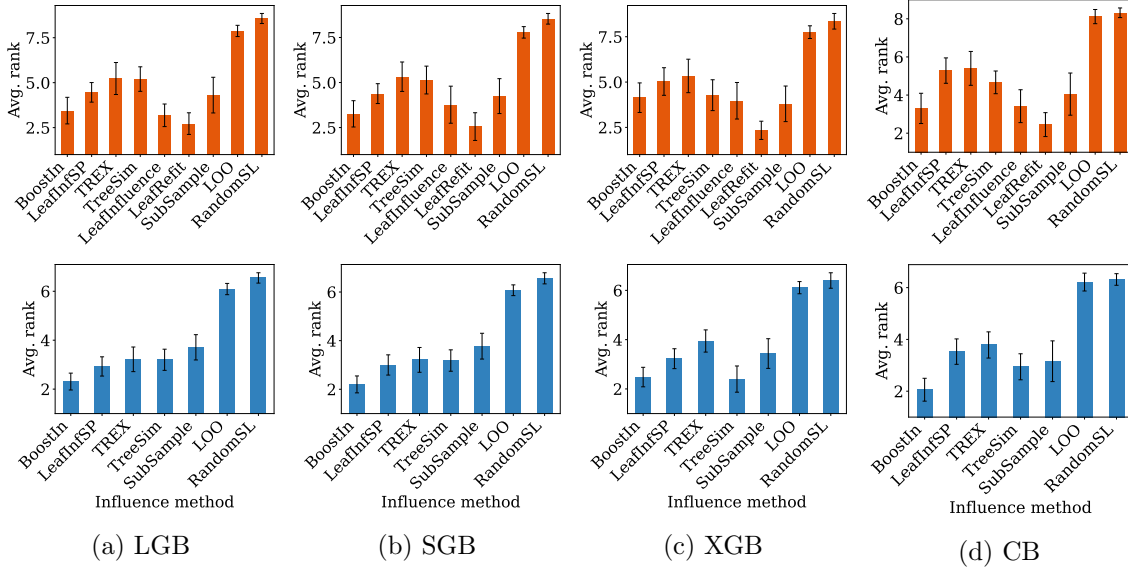 Avg. rank
7.5
5.0
2.5
BoostIn
LeafInfSP
TREX
TreeSim
LeafInfluence
LeafRefit
SubSample
LOO
RandomSL
Avg. rank
7.5
5.0
2.5
BoostIn
LeafInfSP
TREX
TreeSim
LeafInfluence
LeafRefit
SubSample
LOO
RandomSL
Avg. rank
7.5
5.0
2.5
BoostIn
LeafInfSP
TREX
TreeSim
LeafInfluence
LeafRefit
SubSample
LOO
RandomSL
Avg. rank
8
6
4
2
BoostIn
LeafInfSP
TREX
TreeSim
LeafInfluence
LeafRefit
SubSample
LOO
RandomSL
Avg. rank
6
4
2
BoostIn
LeafInfSP
TREX
TreeSim
SubSample
LOO
RandomSL
Influence method
(a) LGB
Avg. rank
6
4
2
BoostIn
LeafInfSP
TREX
TreeSim
SubSample
LOO
RandomSL
Influence method
(b) SGB
Avg. rank
6
4
2
BoostIn
LeafInfSP
TREX
TreeSim
SubSample
LOO
RandomSL
Influence method
(c) XGB
Avg. rank
6
4
2
BoostIn
LeafInfSP
TREX
TreeSim
SubSample
LOO
RandomSL
Influence method
(d) CB